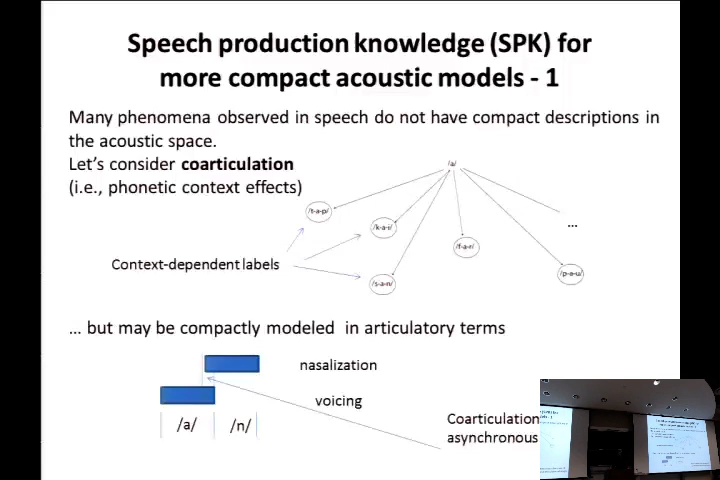 Speech production knowledge (SPK) for
more compact acoustic models - 1
Many phenomena observed in speech do not have compact descriptions in
the acoustic space.
Let's consider coarticulation
(i.e., phonetic context effects)
/a/
/t-a-p/
/k-a-i/
/f-a-r/
...
Context-dependent labels
/s-a-n/
/p-a-u/
... but may be compactly modeled in articulatory terms
nasalization
voicing
/a/ /n/
Coarticulation
asynchronous